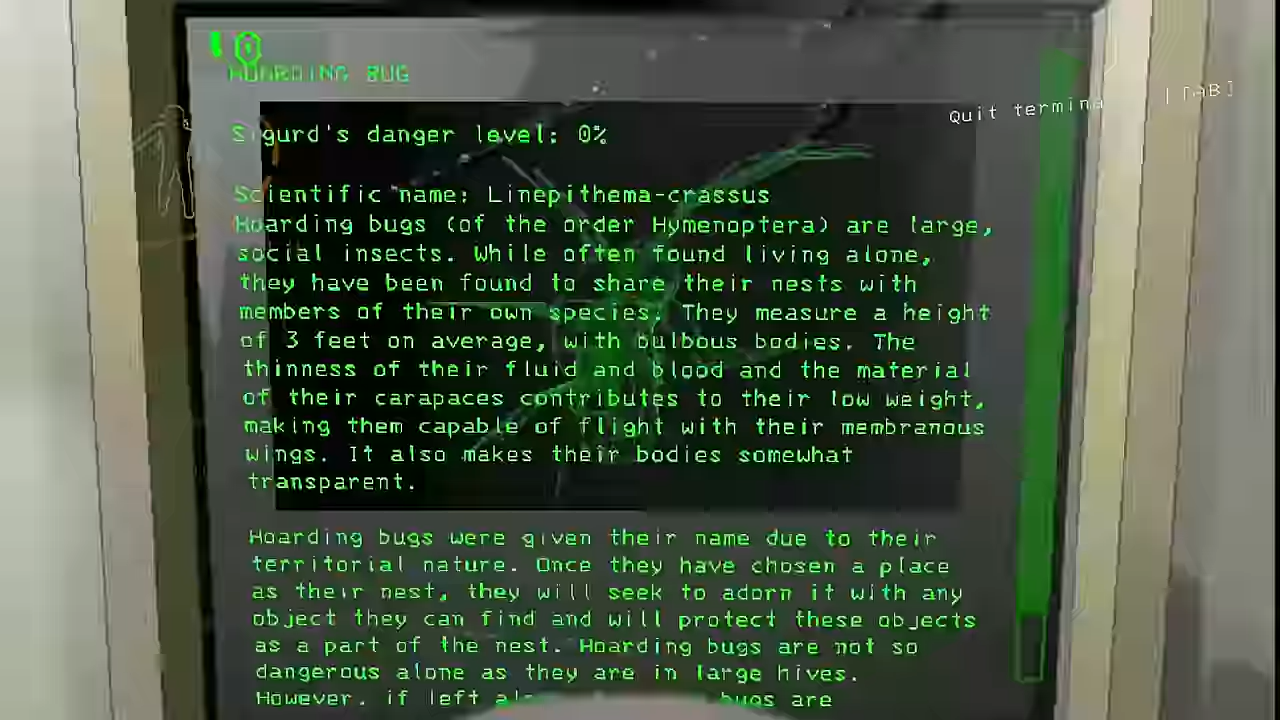 HOARDING BUG
Quit termina [TAB]
Sigurd's danger level: 0%
Scientific name: Linepithema-crassus
Hoarding bugs (of the order Hymenoptera) are large,
social insects. While often found living alone,
they have been found to share their nests with
members of their own species. They measure a height
of 3 feet on average, with bulbous bodies. The
thinness of their fluid and blood and the material
of their carapaces contributes to their low weight,
making them capable of flight with their membranous
wings. It also makes their bodies somewhat
transparent.
Hoarding bugs were given their name due to their
territorial nature. Once they have chosen a place
as their nest, they will seek to adorn it with any
object they can find and will protect these objects
as a part of the nest. Hoarding bugs are not so
dangerous alone as they are in large hives.
However, if left bugs are